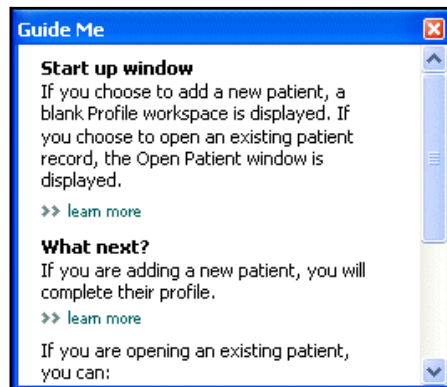 Guide Me
Start up window
If you choose to add a new patient, a
blank Profile workspace is displayed. If
you choose to open an existing patient
record, the Open Patient window is
displayed.
>> learn more
What next?
If you are adding a new patient, you will
complete their profile.
>> learn more
If you are opening an existing patient,
you can: